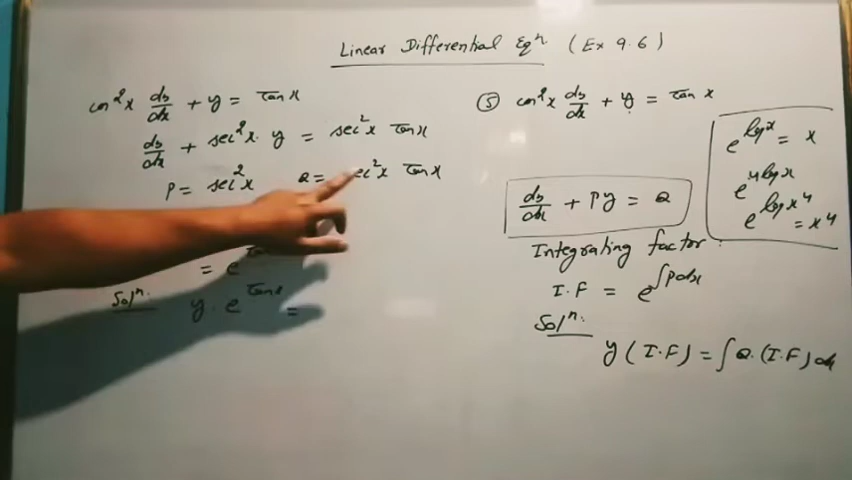 Linear Differential Eqⁿ (Ex 9.6)
cos²x dy/dx + y = Tan x
dy/dx + sec²x. y = sec²x Tan x
P = sec²x Q = sec²x Tan x
= e^Tan
Solⁿ. y. e^Tan x =
⑤ cos²x dy/dx + y = Tan x
dy/dx + Py = Q
Integrating factor.
I.F = e^∫Pdx
Solⁿ.
y (I.F) = ∫Q.(I.F) dx
e^log x = x
e^4 log x
e^log x⁴ = x⁴